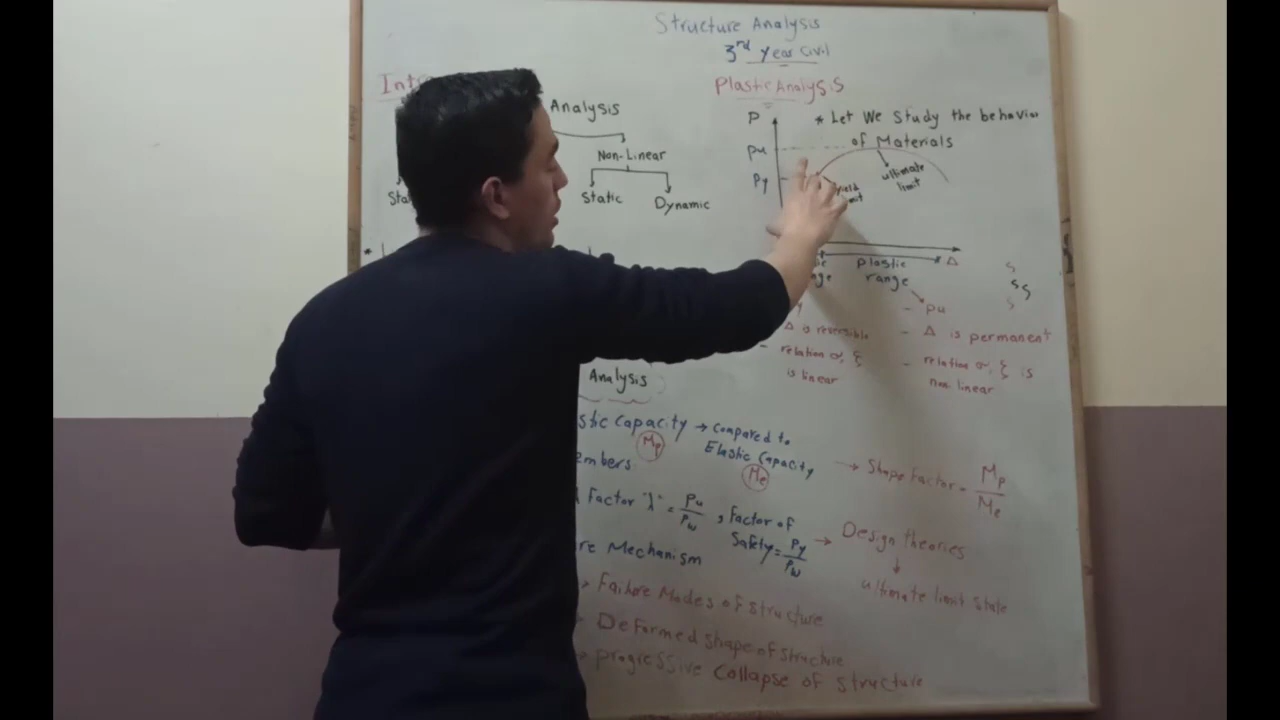 Structure Analysis
3rd Year Civil
Plastic Analysis
Analysis
Non-Linear
Static
Dynamic
P
* Let We Study the behavior
of Materials
Pu
Py
ultimate
limit
plastic
range
Δ
pu
Δ is reversible
- Δ is permanent
- relation σ, ξ
is linear
- relation σ, ξ is
non linear
Analysis
Capacity → Compared to
Elastic Capacity
Mp
Me
→ Shape Factor = Mp/Me
Factor "λ" = Pu/Pw , Factor of
Safety = Py/Pw
→ Design theories
ultimate limit state
Mechanism
Failure Modes of structure
Deformed shape of structure
progressive collapse of structure